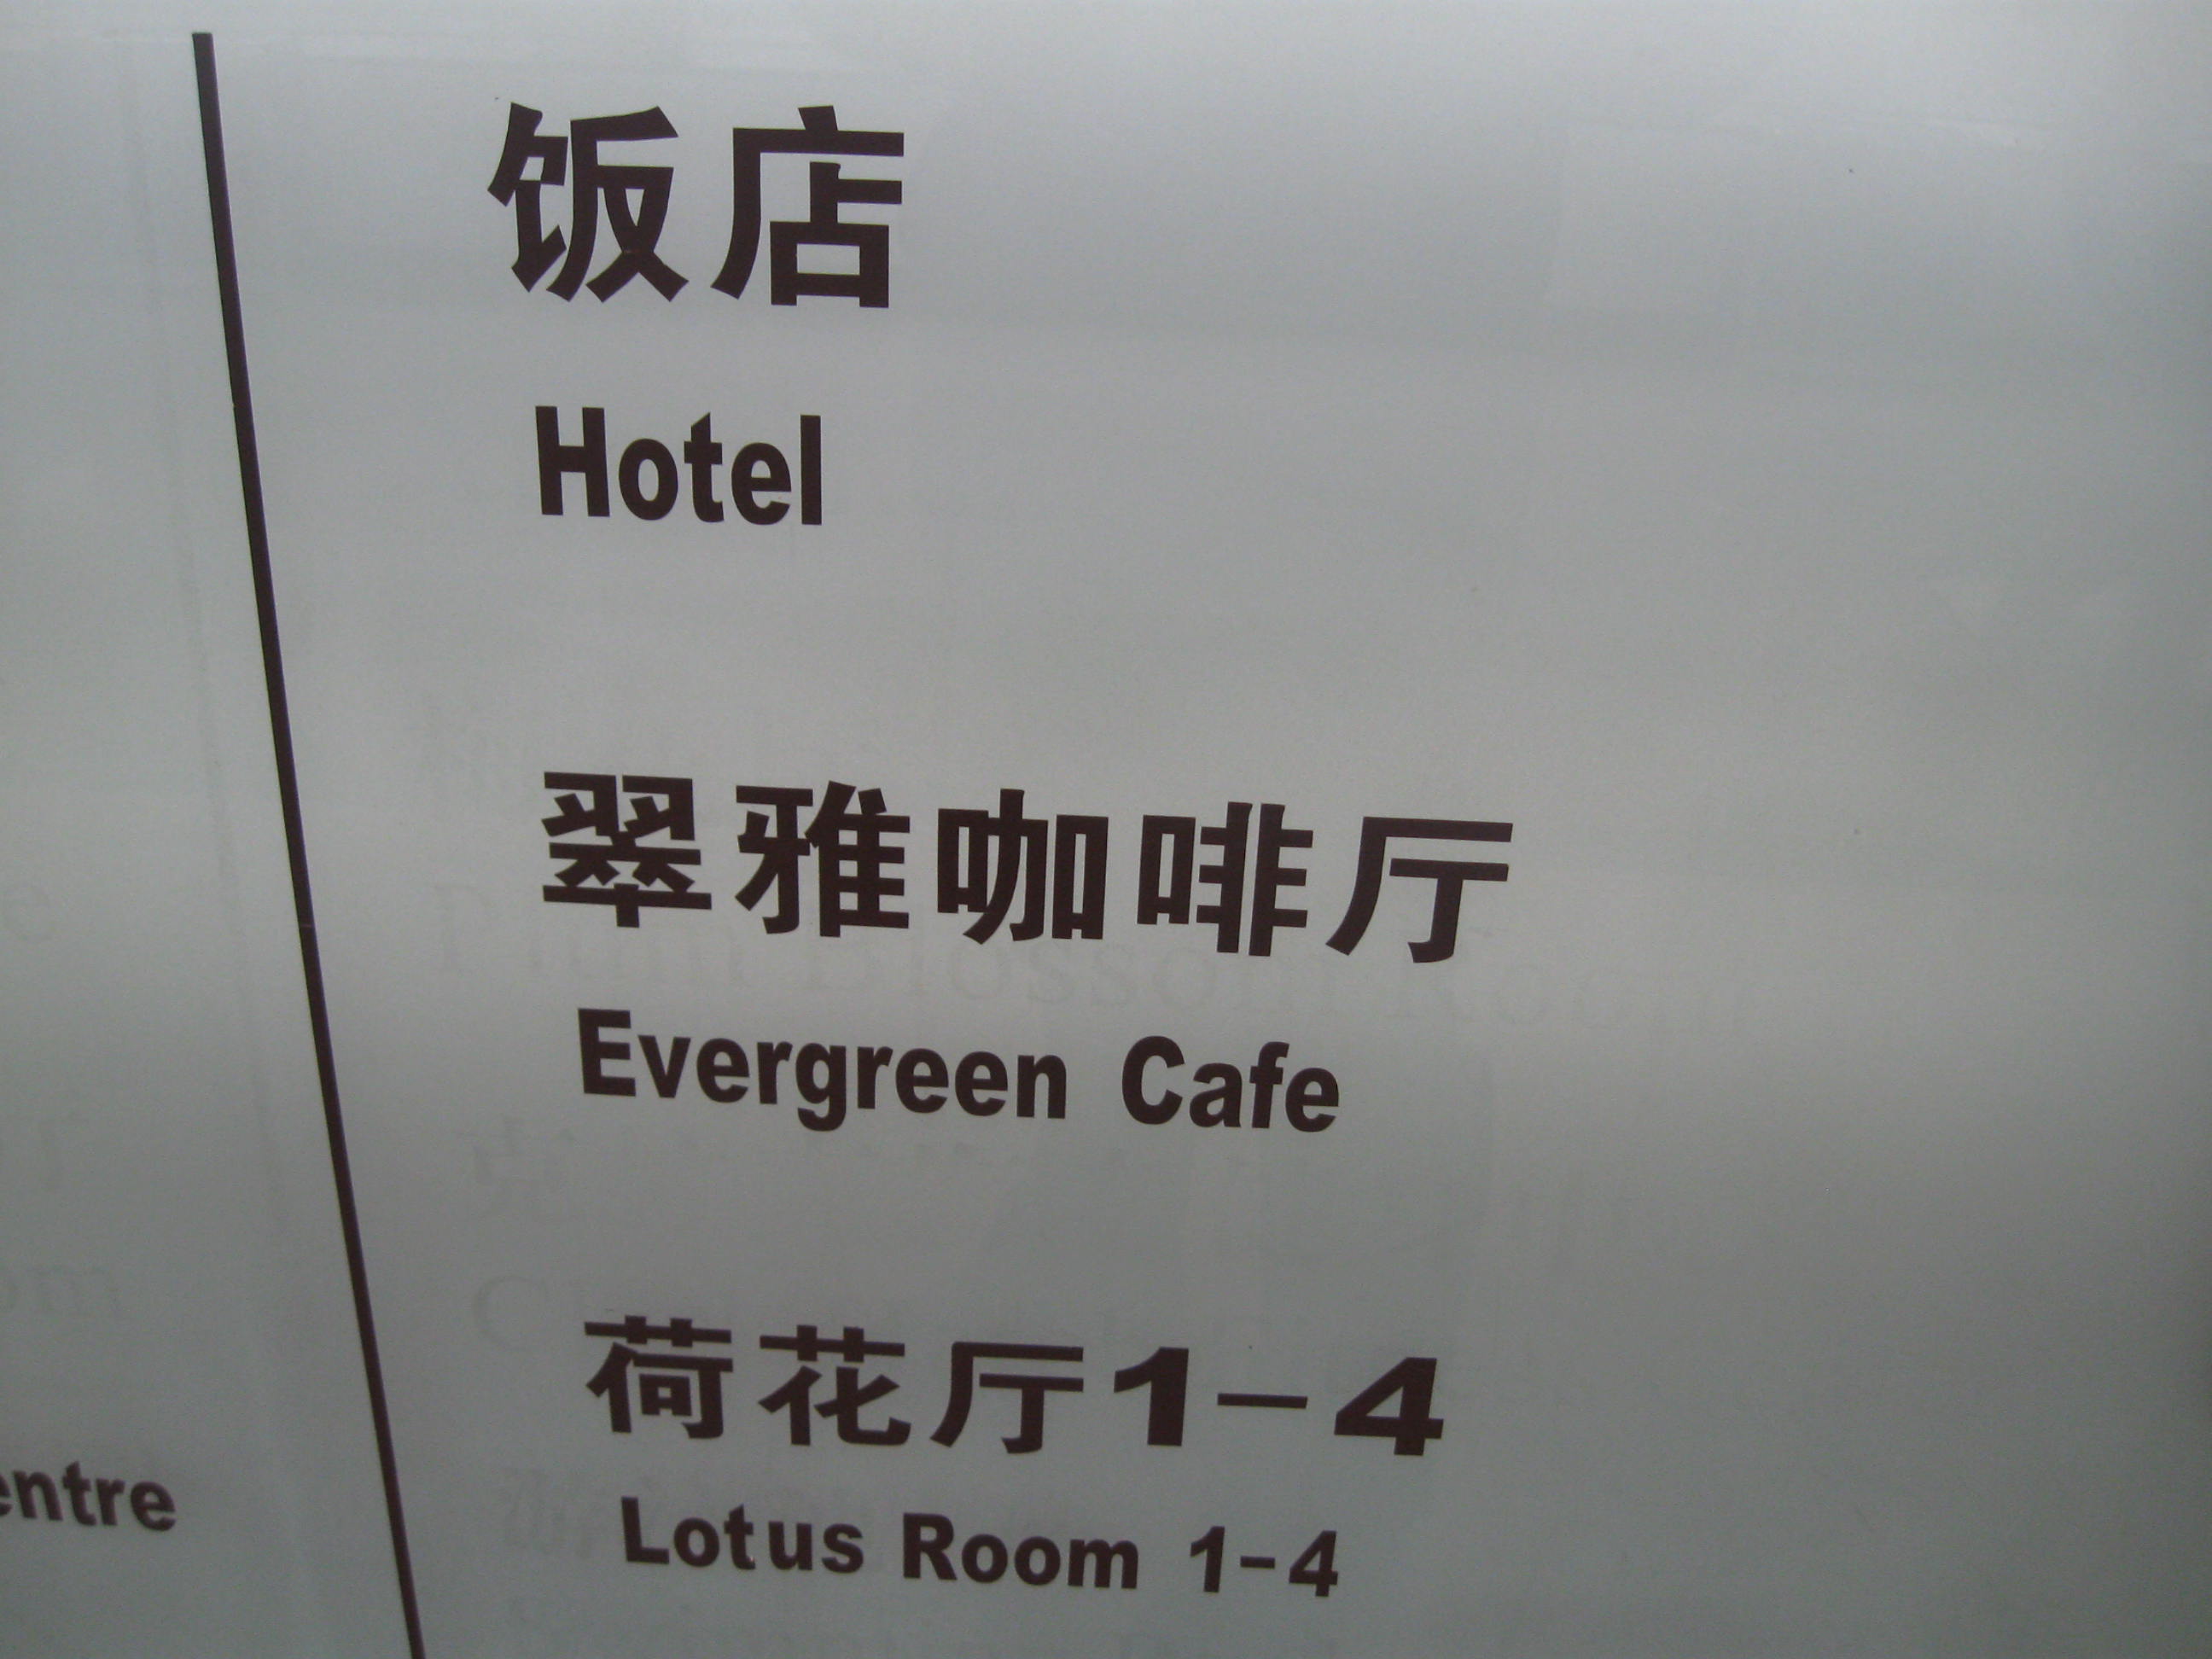 饭店
Hotel
翠雅咖啡厅
Evergreen Cafe
荷花厅1-4
Lotus Room 1-4
entre